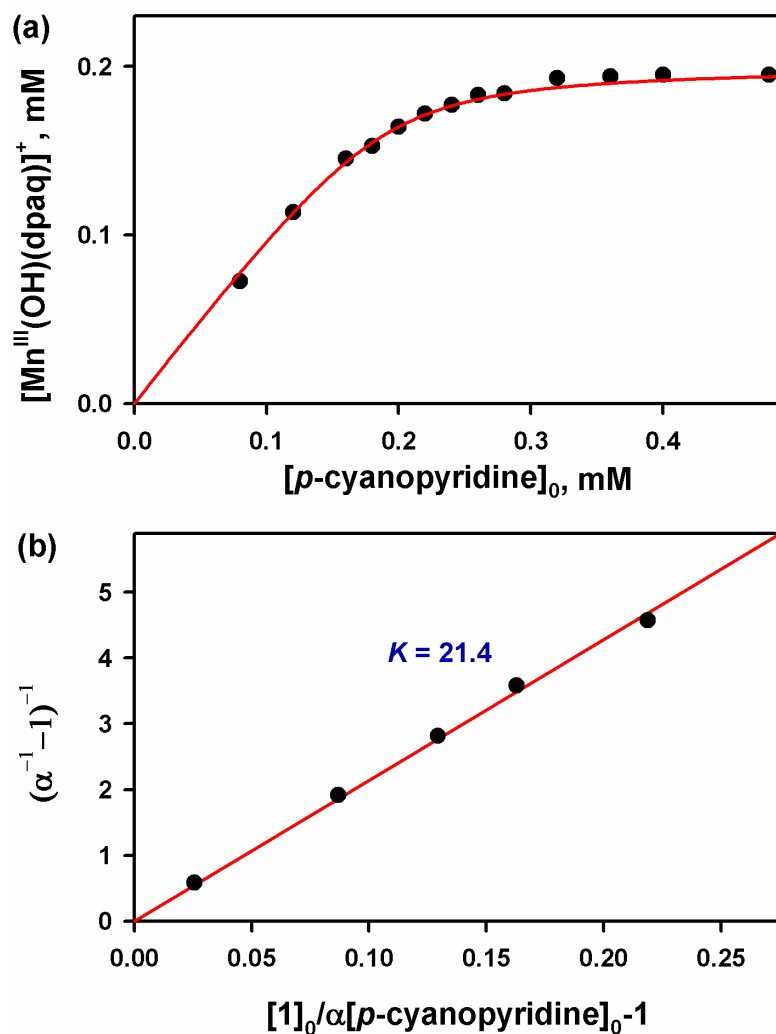 (a)
0.2
0.1
0.0
[Mn^III(OH)(dpaq)]^+, mM
0.0 0.1 0.2 0.3 0.4
[p-cyanopyridine]₀, mM
(b)
5
4
3
2
1
0
(α⁻¹–1)⁻¹
K = 21.4
0.00 0.05 0.10 0.15 0.20 0.25
[1]₀/α[p-cyanopyridine]₀-1